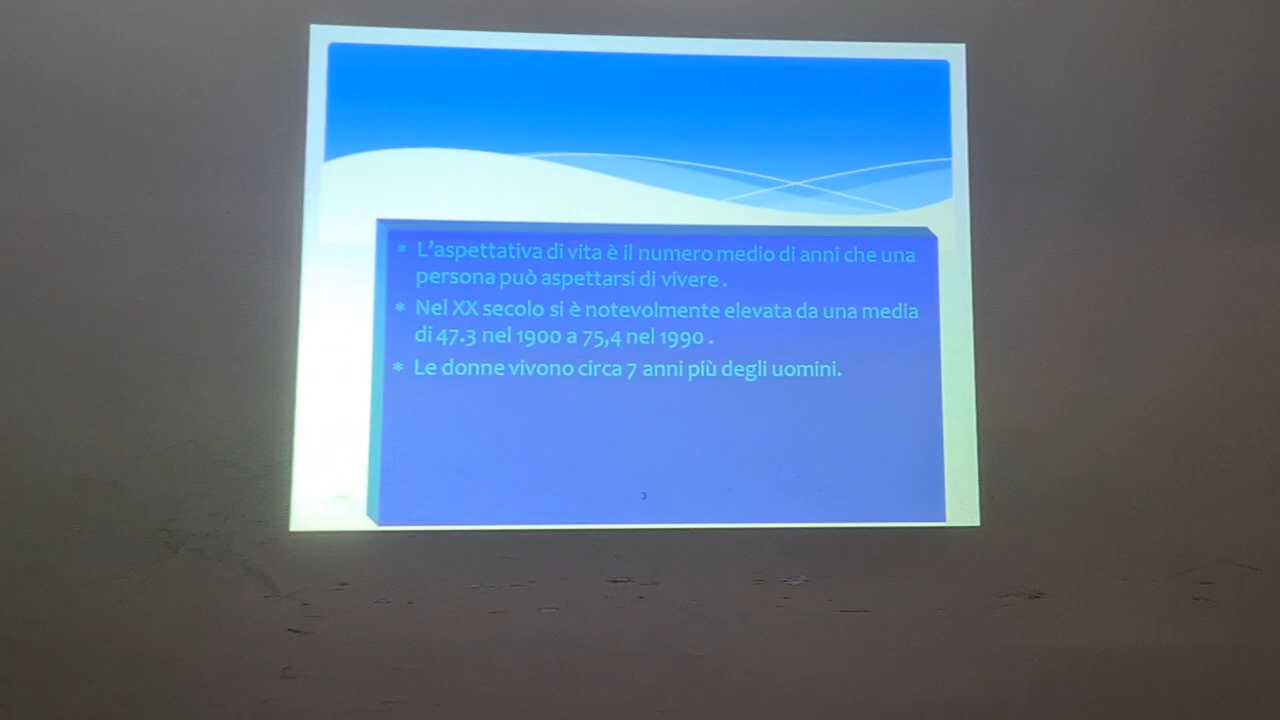 * L'aspettativa di vita è il numero medio di anni che una
persona può aspettarsi di vivere .
* Nel XX secolo si è notevolmente elevata da una media
di 47.3 nel 1900 a 75,4 nel 1990 .
* Le donne vivono circa 7 anni più degli uomini.
3